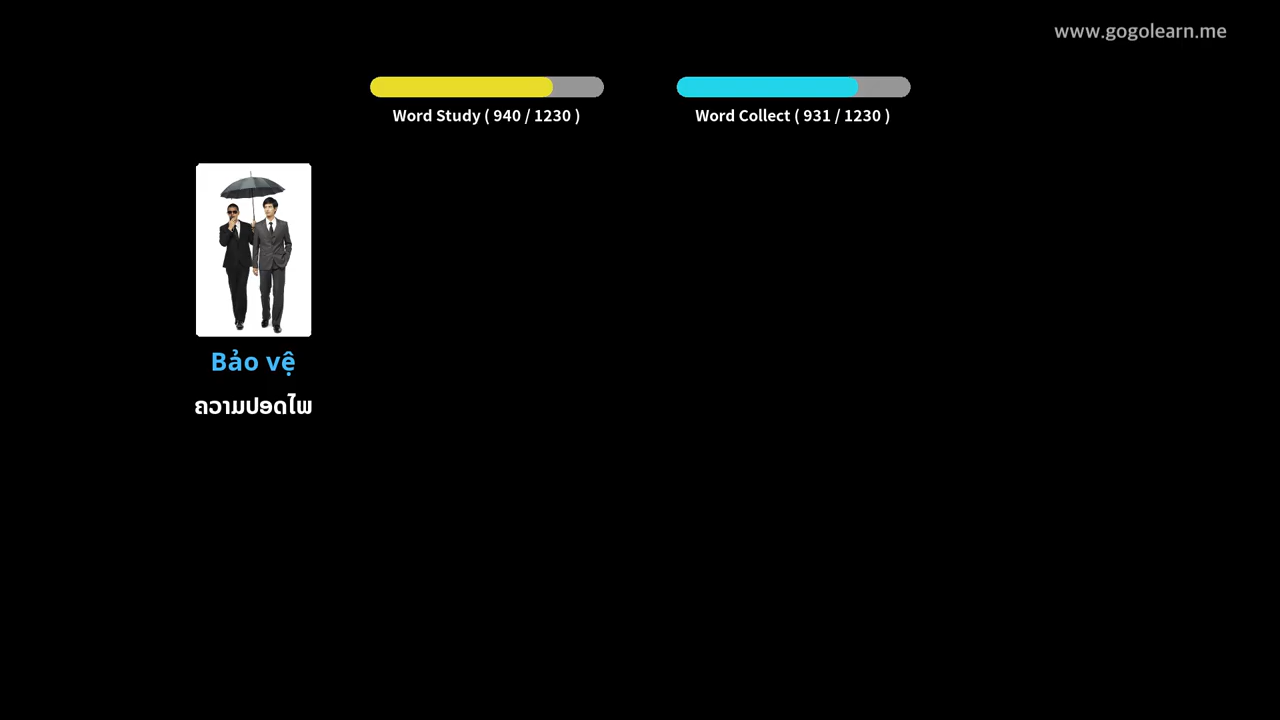 www.gogolearn.me
Word Study ( 940 / 1230 )
Word Collect ( 931 / 1230 )
Bảo vệ
ຄວາມປອດໄພ